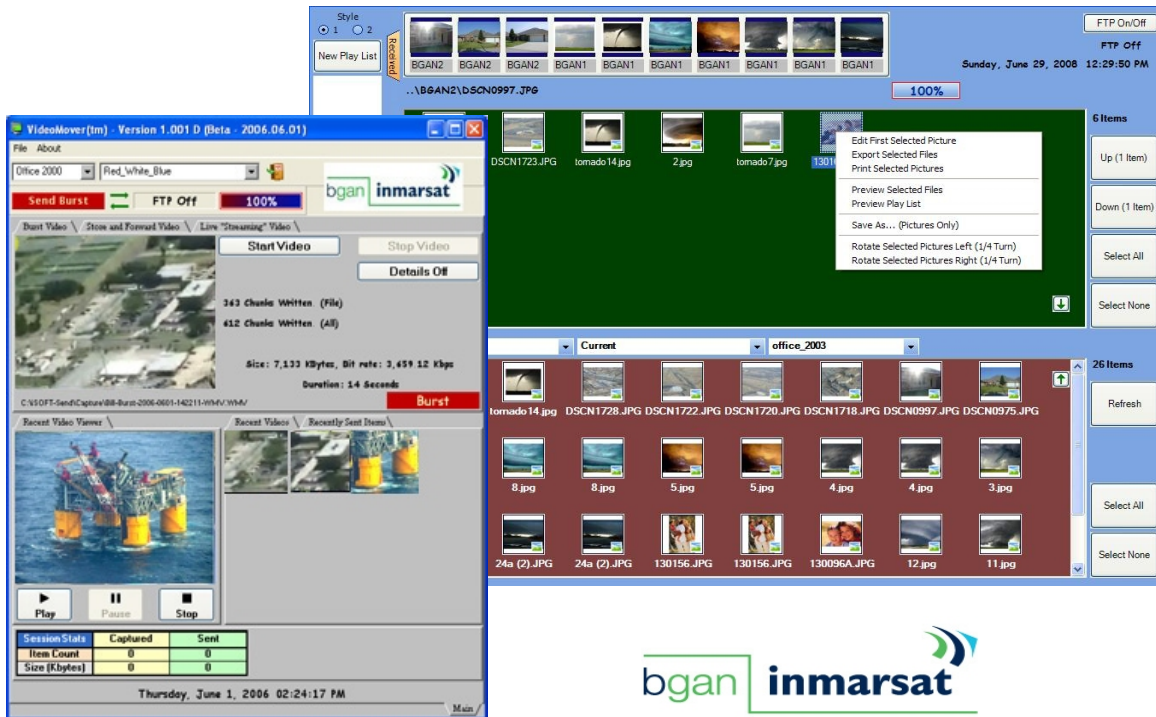 Style
1 2
New Play List
Received
BGAN2 BGAN2 BGAN2 BGAN1 BGAN1 BGAN1 BGAN1 BGAN1 BGAN1 BGAN1
FTP On/Off
FTP Off
Sunday, June 29, 2008 12:29:50 PM
..\BGAN2\DSCN0997.JPG
100%
6 Items
DSCN1723.JPG tornado14.jpg 2.jpg tornado7.jpg
Edit First Selected Picture
Export Selected Files
Print Selected Pictures
Preview Selected Files
Preview Play List
Save As... (Pictures Only)
Rotate Selected Pictures Left (1/4 Turn)
Rotate Selected Pictures Right (1/4 Turn)
Up (1 Item)
Down (1 Item)
Select All
Select None
Current office_2003
26 Items
tornado14.jpg DSCN1728.JPG DSCN1722.JPG DSCN1720.JPG DSCN1718.JPG DSCN0997.JPG DSCN0975.JPG
Refresh
8.jpg 8.jpg 5.jpg 5.jpg 4.jpg 4.jpg 3.jpg
Select All
24a (2).JPG 24a (2).JPG 130156.JPG 130156.JPG 130096A.JPG 12.jpg 11.jpg
Select None
VideoMover(tm) - Version 1.001 D (Beta - 2006.06.01)
File About
Office 2000 Red_White_Blue
bgan inmarsat
Send Burst FTP Off 100%
Burst Video Store and Forward Video Live "Streaming" Video
Start Video Stop Video
Details Off
363 Chunks Written (File)
612 Chunks Written (All)
Size: 7,133 KBytes, Bit rate: 3,659.12 Kbps
Duration: 14 Seconds
C:\ISOFT-Send\Capture\Bill-Burst-2006-0601-142211-WMV.WMV
Burst
Recent Video Viewer Recent Videos Recently Sent Items
Play Pause Stop
Session Stats Captured Sent
Item Count 0 0
Size (Kbytes) 0 0
Thursday, June 1, 2006 02:24:17 PM
Main
bgan inmarsat